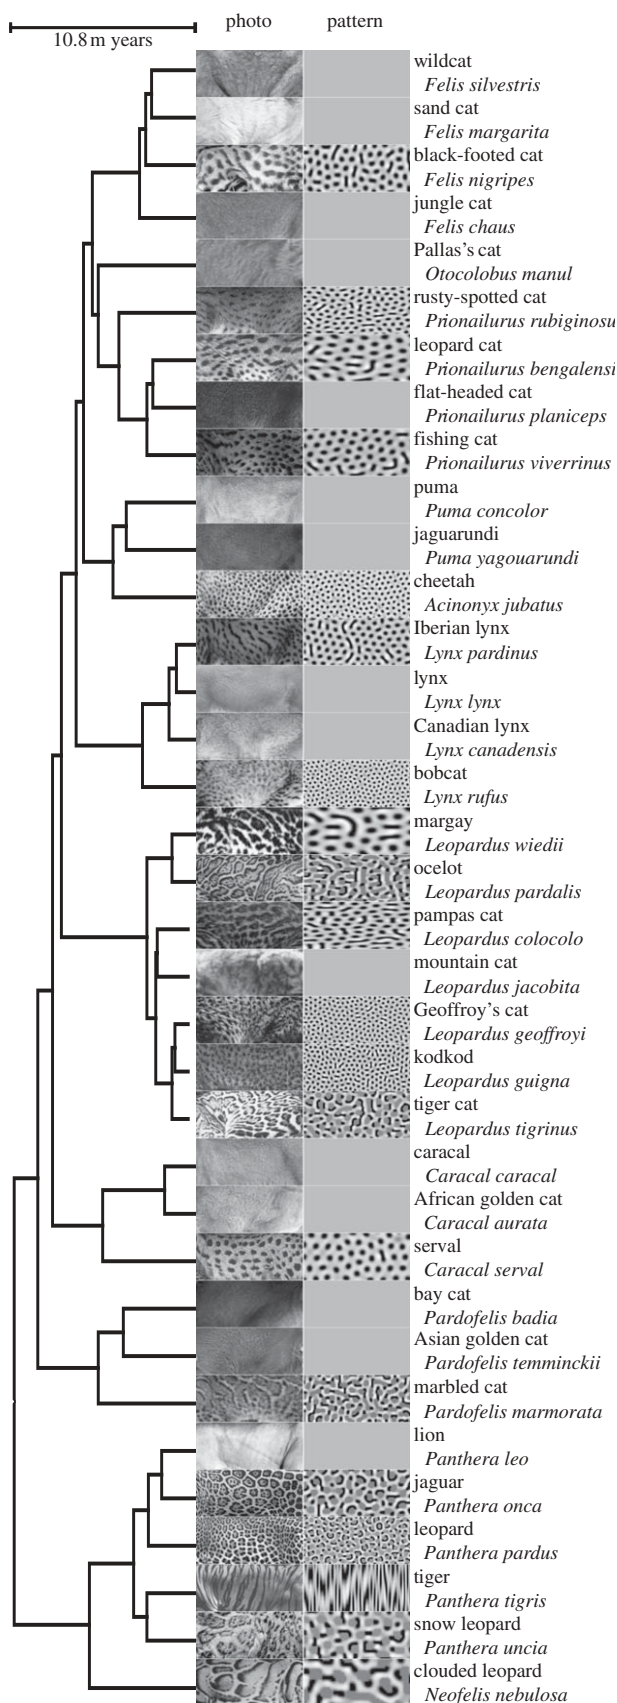 photo pattern
10.8 m years
wildcat
Felis silvestris
sand cat
Felis margarita
black-footed cat
Felis nigripes
jungle cat
Felis chaus
Pallas's cat
Otocolobus manul
rusty-spotted cat
Prionailurus rubiginosu
leopard cat
Prionailurus bengalensi
flat-headed cat
Prionailurus planiceps
fishing cat
Prionailurus viverrinus
puma
Puma concolor
jaguarundi
Puma yagouarundi
cheetah
Acinonyx jubatus
Iberian lynx
Lynx pardinus
lynx
Lynx lynx
Canadian lynx
Lynx canadensis
bobcat
Lynx rufus
margay
Leopardus wiedii
ocelot
Leopardus pardalis
pampas cat
Leopardus colocolo
mountain cat
Leopardus jacobita
Geoffroy's cat
Leopardus geoffroyi
kodkod
Leopardus guigna
tiger cat
Leopardus tigrinus
caracal
Caracal caracal
African golden cat
Caracal aurata
serval
Caracal serval
bay cat
Pardofelis badia
Asian golden cat
Pardofelis temminckii
marbled cat
Pardofelis marmorata
lion
Panthera leo
jaguar
Panthera onca
leopard
Panthera pardus
tiger
Panthera tigris
snow leopard
Panthera uncia
clouded leopard
Neofelis nebulosa